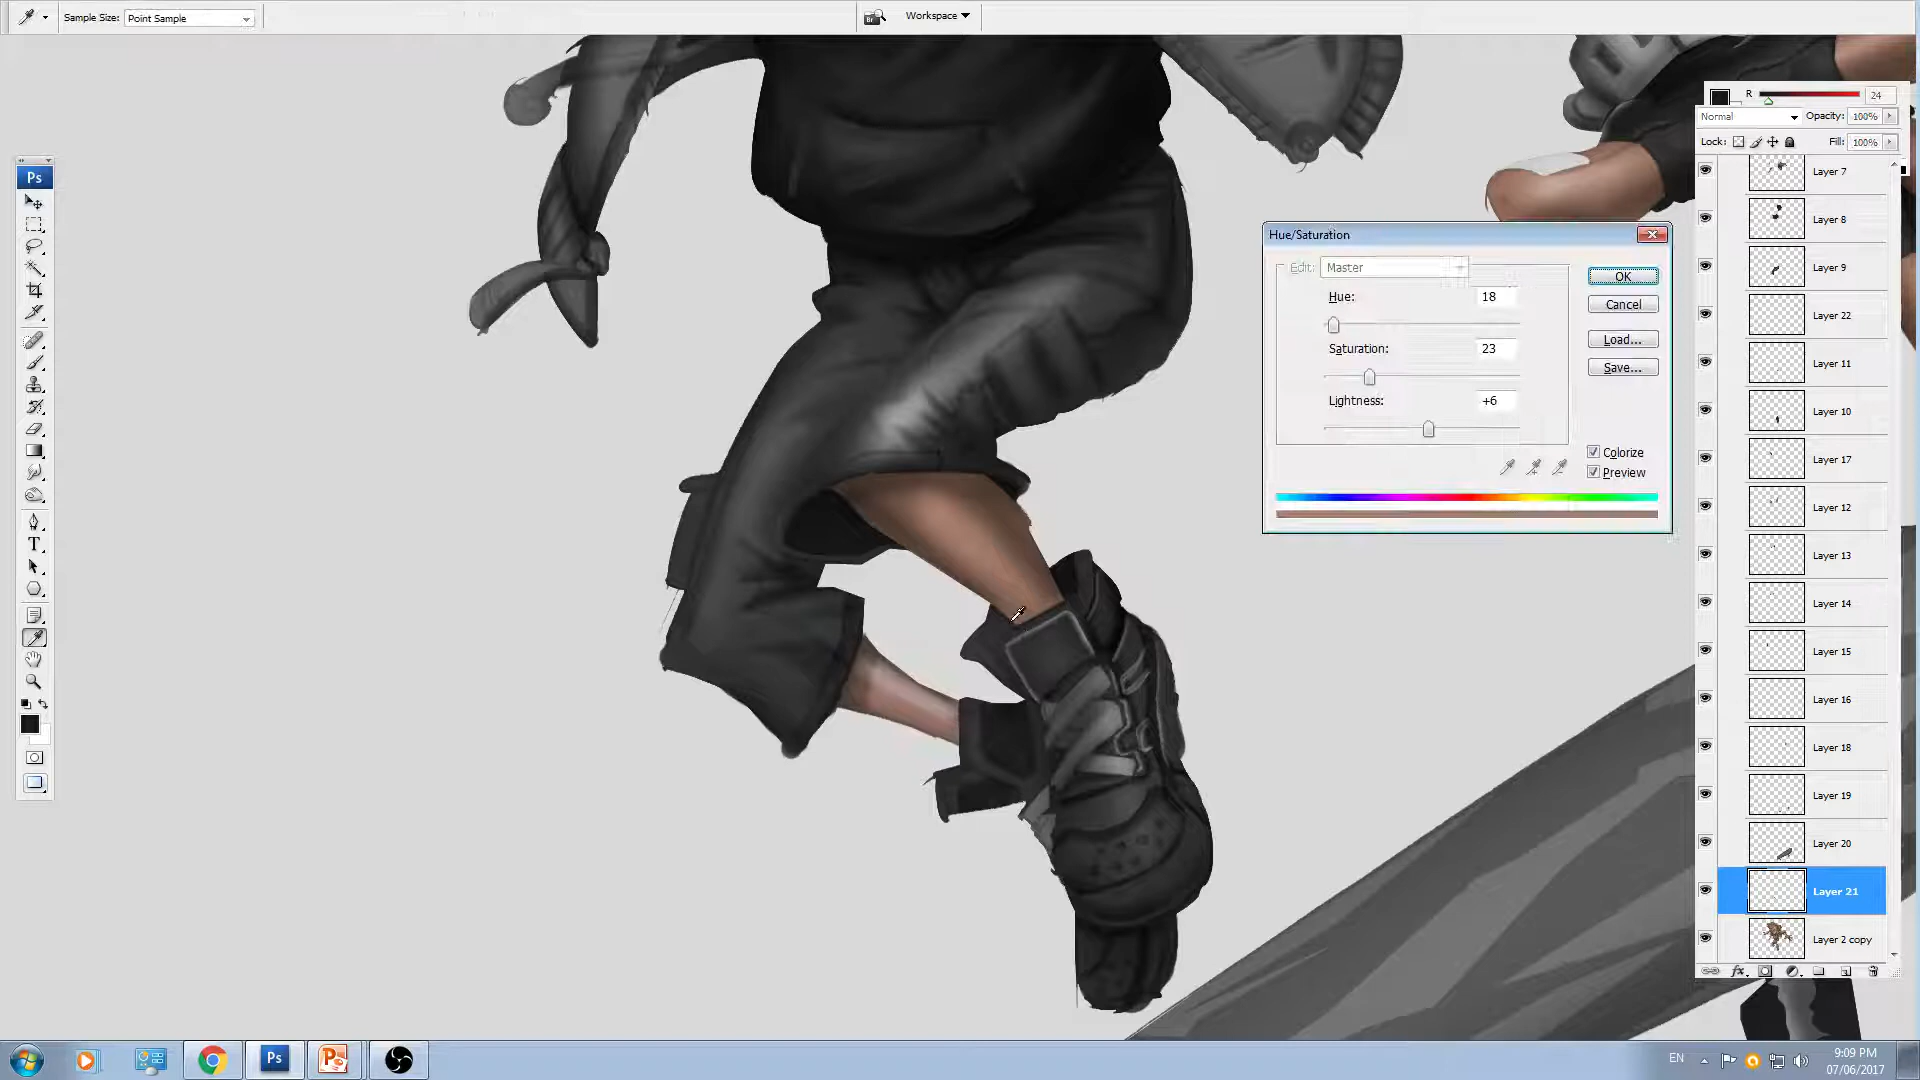 Sample Size: Point Sample
Workspace
Ps
T
R 24
Normal Opacity: 100%
Lock: Fill: 100%
Layer 7
Layer 8
Layer 9
Layer 22
Layer 11
Layer 10
Layer 17
Layer 12
Layer 13
Layer 14
Layer 15
Layer 16
Layer 18
Layer 19
Layer 20
Layer 21
Layer 2 copy
fx
Hue/Saturation
Edit: Master
Hue: 18
Saturation: 23
Lightness: +6
OK
Cancel
Load...
Save...
Colorize
Preview
Ps
EN
9:09 PM
07/06/2017